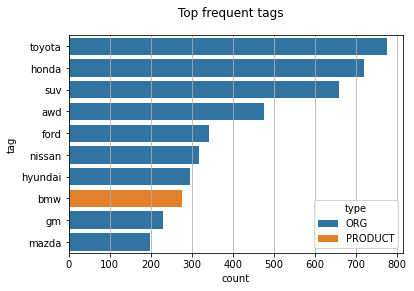 Top frequent tags
toyota
honda
suv
awd
ford
nissan
hyundai
bmw
gm
mazda
tag
type
ORG
PRODUCT
0 100 200 300 400 500 600 700 800
count